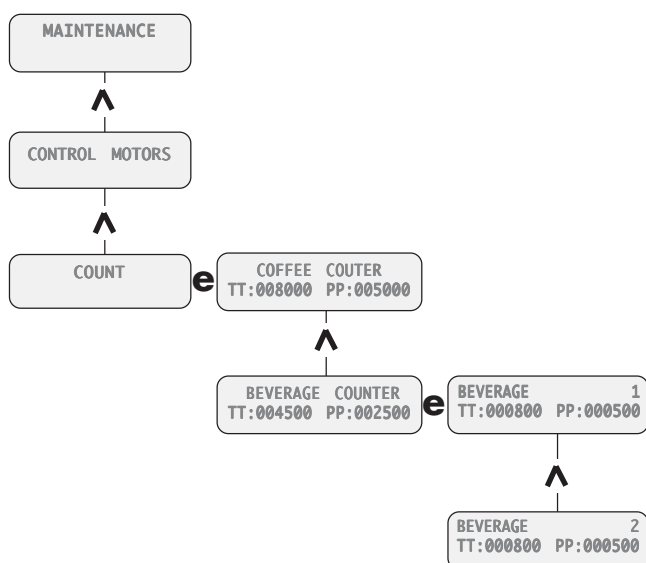 MAINTENANCE
^
CONTROL MOTORS
^
COUNT
e
COFFEE COUTER
TT:008000 PP:005000
^
BEVERAGE COUNTER
TT:004500 PP:002500
e
BEVERAGE 1
TT:000800 PP:000500
^
BEVERAGE 2
TT:000800 PP:000500